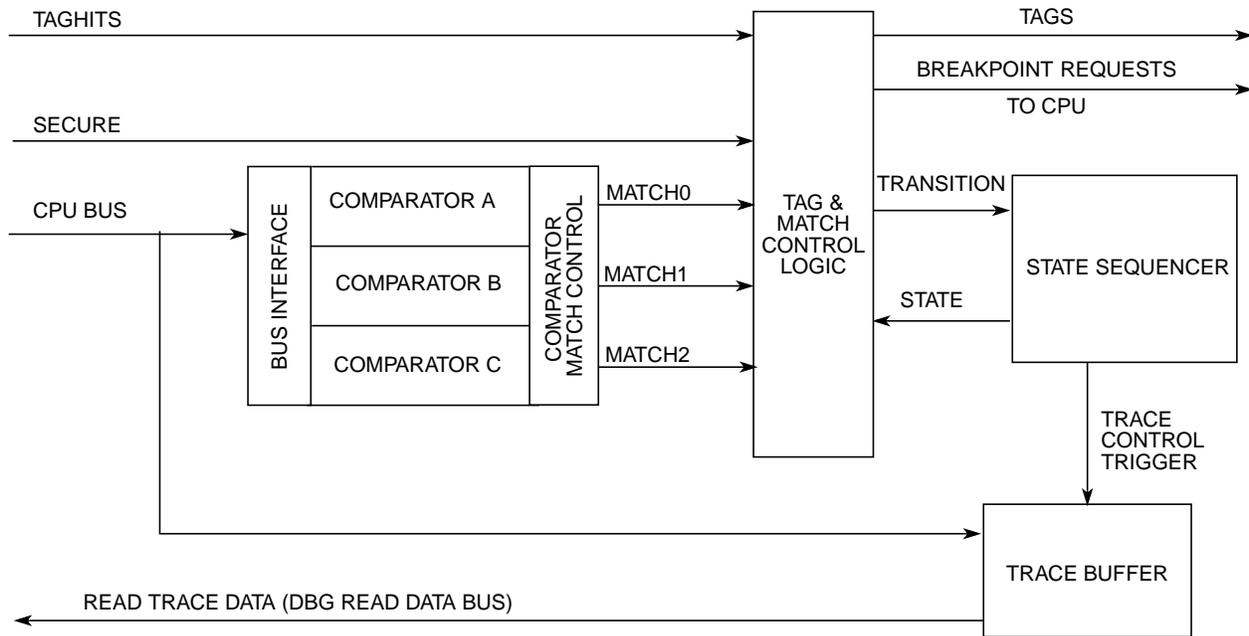 TAGHITS
TAGS
BREAKPOINT REQUESTS
TO CPU
SECURE
CPU BUS
BUS INTERFACE
COMPARATOR A
COMPARATOR B
COMPARATOR C
COMPARATOR
MATCH CONTROL
MATCH0
MATCH1
MATCH2
TAG &
MATCH
CONTROL
LOGIC
TRANSITION
STATE
STATE SEQUENCER
TRACE
CONTROL
TRIGGER
TRACE BUFFER
READ TRACE DATA (DBG READ DATA BUS)